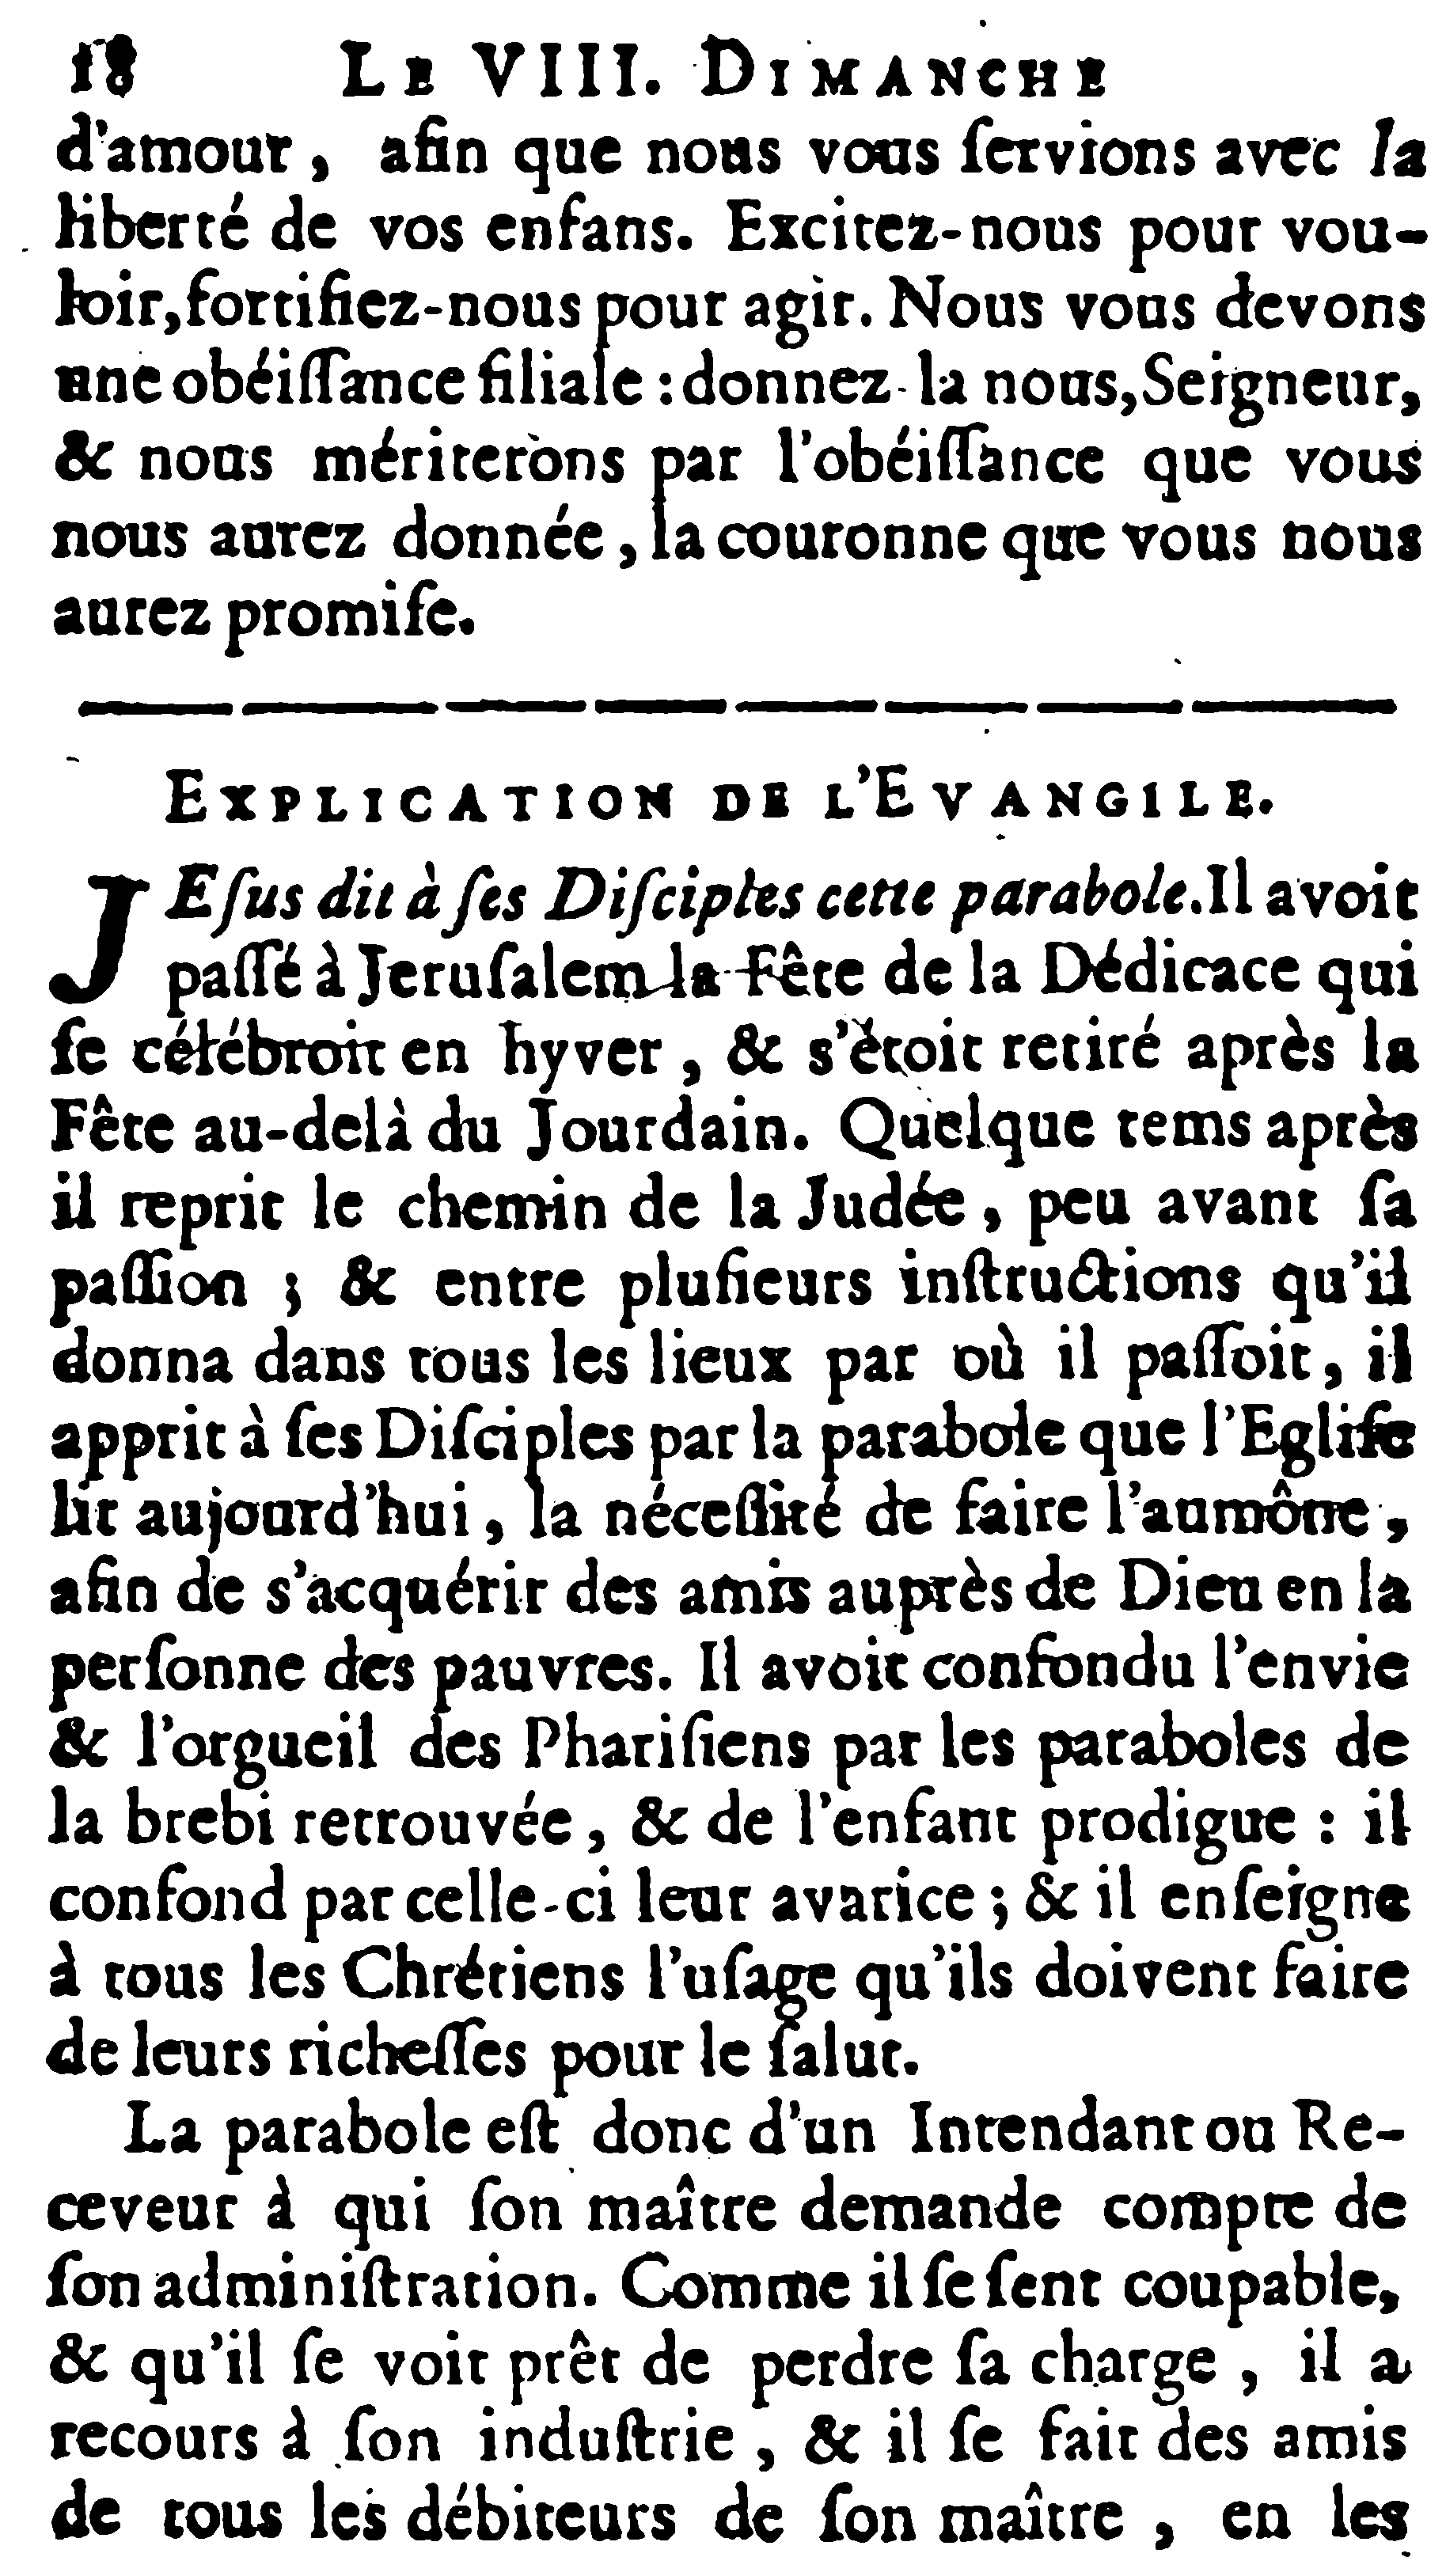 18 LE VIII. DIMANCHE
d'amour, afin que nous vous ſervions avec la
liberté de vos enfans. Excitez-nous pour vou-
loir, fortifiez-nous pour agir. Nous vous devons
une obéiſſance filiale : donnez-la nous, Seigneur,
& nous mériterons par l'obéiſſance que vous
nous aurez donnée, la couronne que vous nous
aurez promiſe.
EXPLICATION DE L'EVANGILE.
JEſus dit à ſes Diſciples cette parabole. Il avoit
paſſé à Jeruſalem la Fête de la Dédicace qui
ſe célébroit en hyver, & s'étoit retiré après la
Fête au-delà du Jourdain. Quelque tems après
il reprit le chemin de la Judée, peu avant ſa
paſſion ; & entre pluſieurs inſtructions qu'il
donna dans tous les lieux par où il paſſoit, il
apprit à ſes Diſciples par la parabole que l'Egliſe
lit aujourd'hui, la néceſſité de faire l'aumône,
afin de s'acquérir des amis auprès de Dieu en la
perſonne des pauvres. Il avoit confondu l'envie
& l'orgueil des Phariſiens par les paraboles de
la brebi retrouvée, & de l'enfant prodigue : il
confond par celle-ci leur avarice ; & il enſeigne
à tous les Chrétiens l'uſage qu'ils doivent faire
de leurs richeſſes pour le ſalut.
La parabole eſt donc d'un Intendant ou Re-
ceveur à qui ſon maître demande compte de
ſon adminiſtration. Comme il ſe ſent coupable,
& qu'il ſe voit prêt de perdre ſa charge, il a
recours à ſon induſtrie, & il ſe fait des amis
de tous les débiteurs de ſon maître, en les